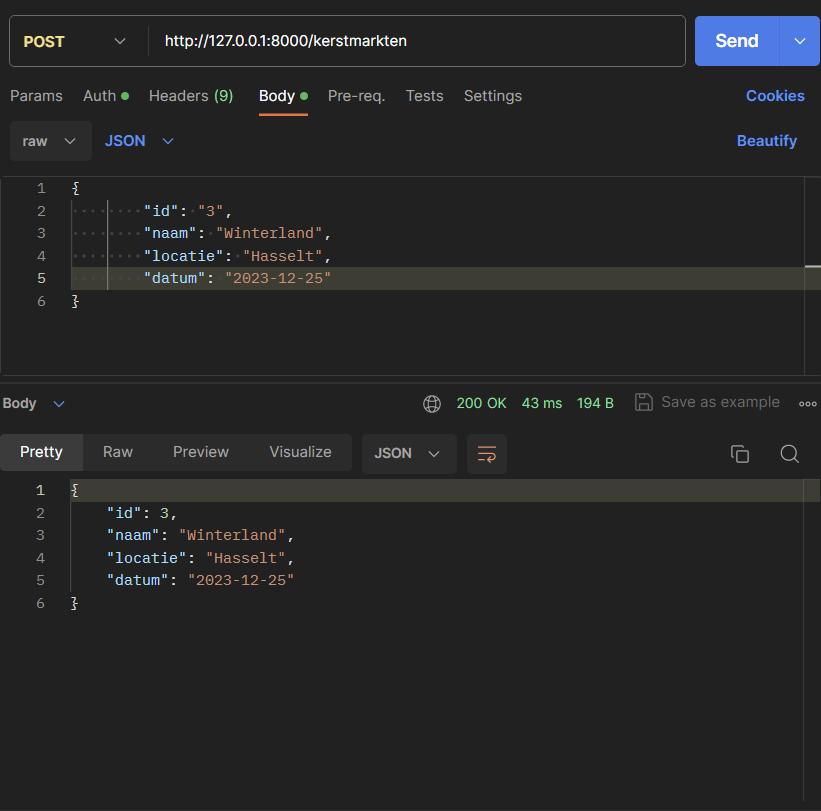 POST http://127.0.0.1:8000/kerstmarkten Send
Params Auth Headers (9) Body Pre-req. Tests Settings Cookies
raw JSON Beautify
1 {
2 "id": "3",
3 "naam": "Winterland",
4 "locatie": "Hasselt",
5 "datum": "2023-12-25"
6 }
Body 200 OK 43 ms 194 B Save as example
Pretty Raw Preview Visualize JSON
1 {
2 "id": 3,
3 "naam": "Winterland",
4 "locatie": "Hasselt",
5 "datum": "2023-12-25"
6 }